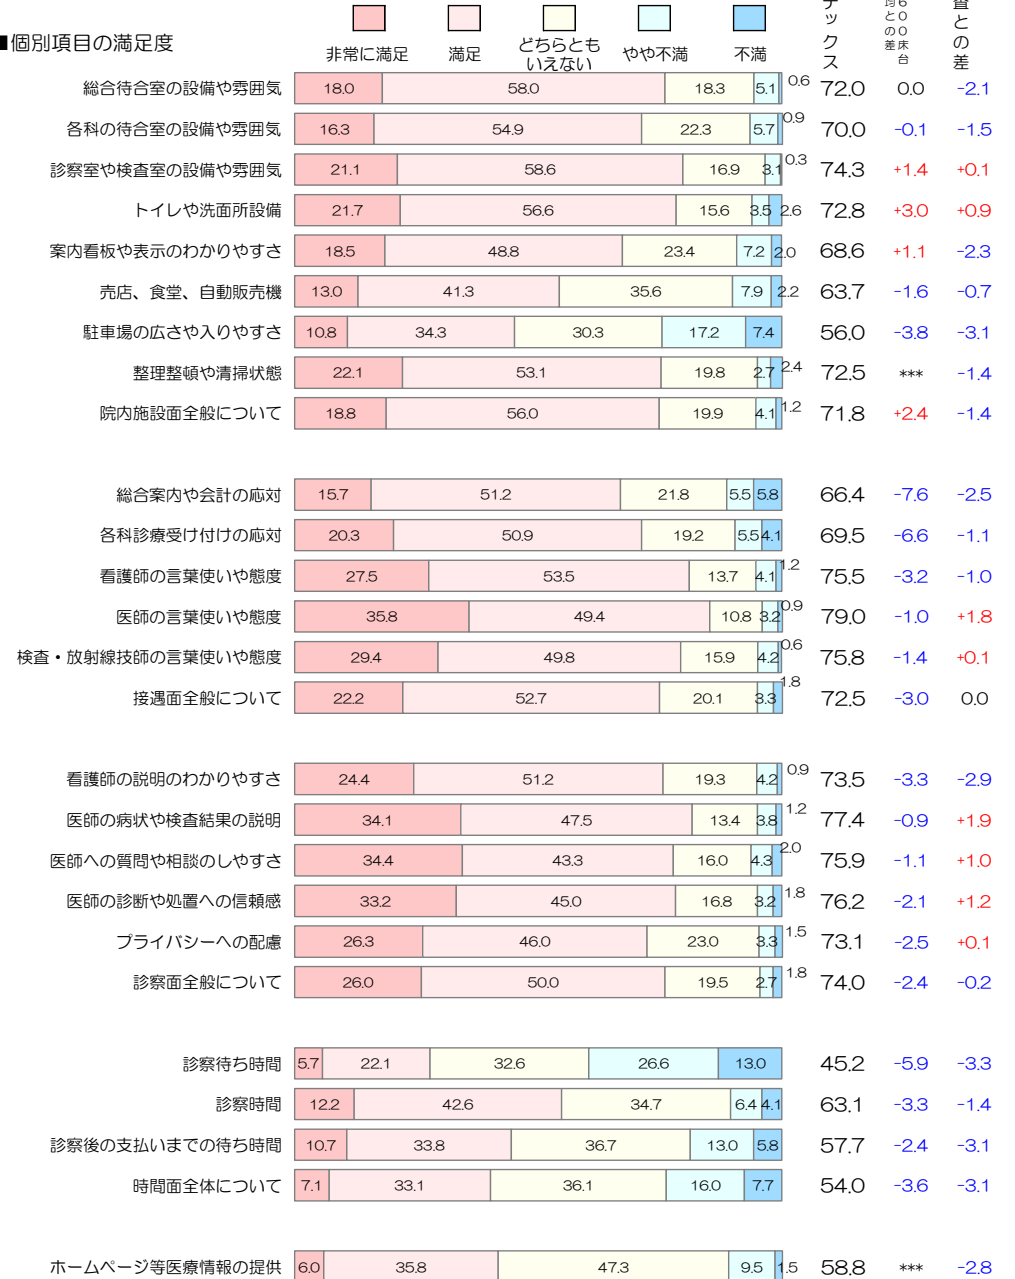 ■個別項目の満足度
非常に満足 満足 どちらともいえない やや不満 不満
ックス
均との差 600床台
査との差
総合待合室の設備や雰囲気 18.0 58.0 18.3 5.1 0.6 72.0 0.0 -2.1
各科の待合室の設備や雰囲気 16.3 54.9 22.3 5.7 0.9 70.0 -0.1 -1.5
診察室や検査室の設備や雰囲気 21.1 58.6 16.9 3.1 0.3 74.3 +1.4 +0.1
トイレや洗面所設備 21.7 56.6 15.6 3.5 2.6 72.8 +3.0 +0.9
案内看板や表示のわかりやすさ 18.5 48.8 23.4 7.2 2.0 68.6 +1.1 -2.3
売店、食堂、自動販売機 13.0 41.3 35.6 7.9 2.2 63.7 -1.6 -0.7
駐車場の広さや入りやすさ 10.8 34.3 30.3 17.2 7.4 56.0 -3.8 -3.1
整理整頓や清掃状態 22.1 53.1 19.8 2.7 2.4 72.5 *** -1.4
院内施設面全般について 18.8 56.0 19.9 4.1 1.2 71.8 +2.4 -1.4
総合案内や会計の応対 15.7 51.2 21.8 5.5 5.8 66.4 -7.6 -2.5
各科診療受け付けの応対 20.3 50.9 19.2 5.5 4.1 69.5 -6.6 -1.1
看護師の言葉使いや態度 27.5 53.5 13.7 4.1 1.2 75.5 -3.2 -1.0
医師の言葉使いや態度 35.8 49.4 10.8 3.2 0.9 79.0 -1.0 +1.8
検査・放射線技師の言葉使いや態度 29.4 49.8 15.9 4.2 0.6 75.8 -1.4 +0.1
接遇面全般について 22.2 52.7 20.1 3.3 1.8 72.5 -3.0 0.0
看護師の説明のわかりやすさ 24.4 51.2 19.3 4.2 0.9 73.5 -3.3 -2.9
医師の病状や検査結果の説明 34.1 47.5 13.4 3.8 1.2 77.4 -0.9 +1.9
医師への質問や相談のしやすさ 34.4 43.3 16.0 4.3 2.0 75.9 -1.1 +1.0
医師の診断や処置への信頼感 33.2 45.0 16.8 3.2 1.8 76.2 -2.1 +1.2
プライバシーへの配慮 26.3 46.0 23.0 3.3 1.5 73.1 -2.5 +0.1
診察面全般について 26.0 50.0 19.5 2.7 1.8 74.0 -2.4 -0.2
診察待ち時間 5.7 22.1 32.6 26.6 13.0 45.2 -5.9 -3.3
診察時間 12.2 42.6 34.7 6.4 4.1 63.1 -3.3 -1.4
診察後の支払いまでの待ち時間 10.7 33.8 36.7 13.0 5.8 57.7 -2.4 -3.1
時間面全体について 7.1 33.1 36.1 16.0 7.7 54.0 -3.6 -3.1
ホームページ等医療情報の提供 6.0 35.8 47.3 9.5 1.5 58.8 *** -2.8